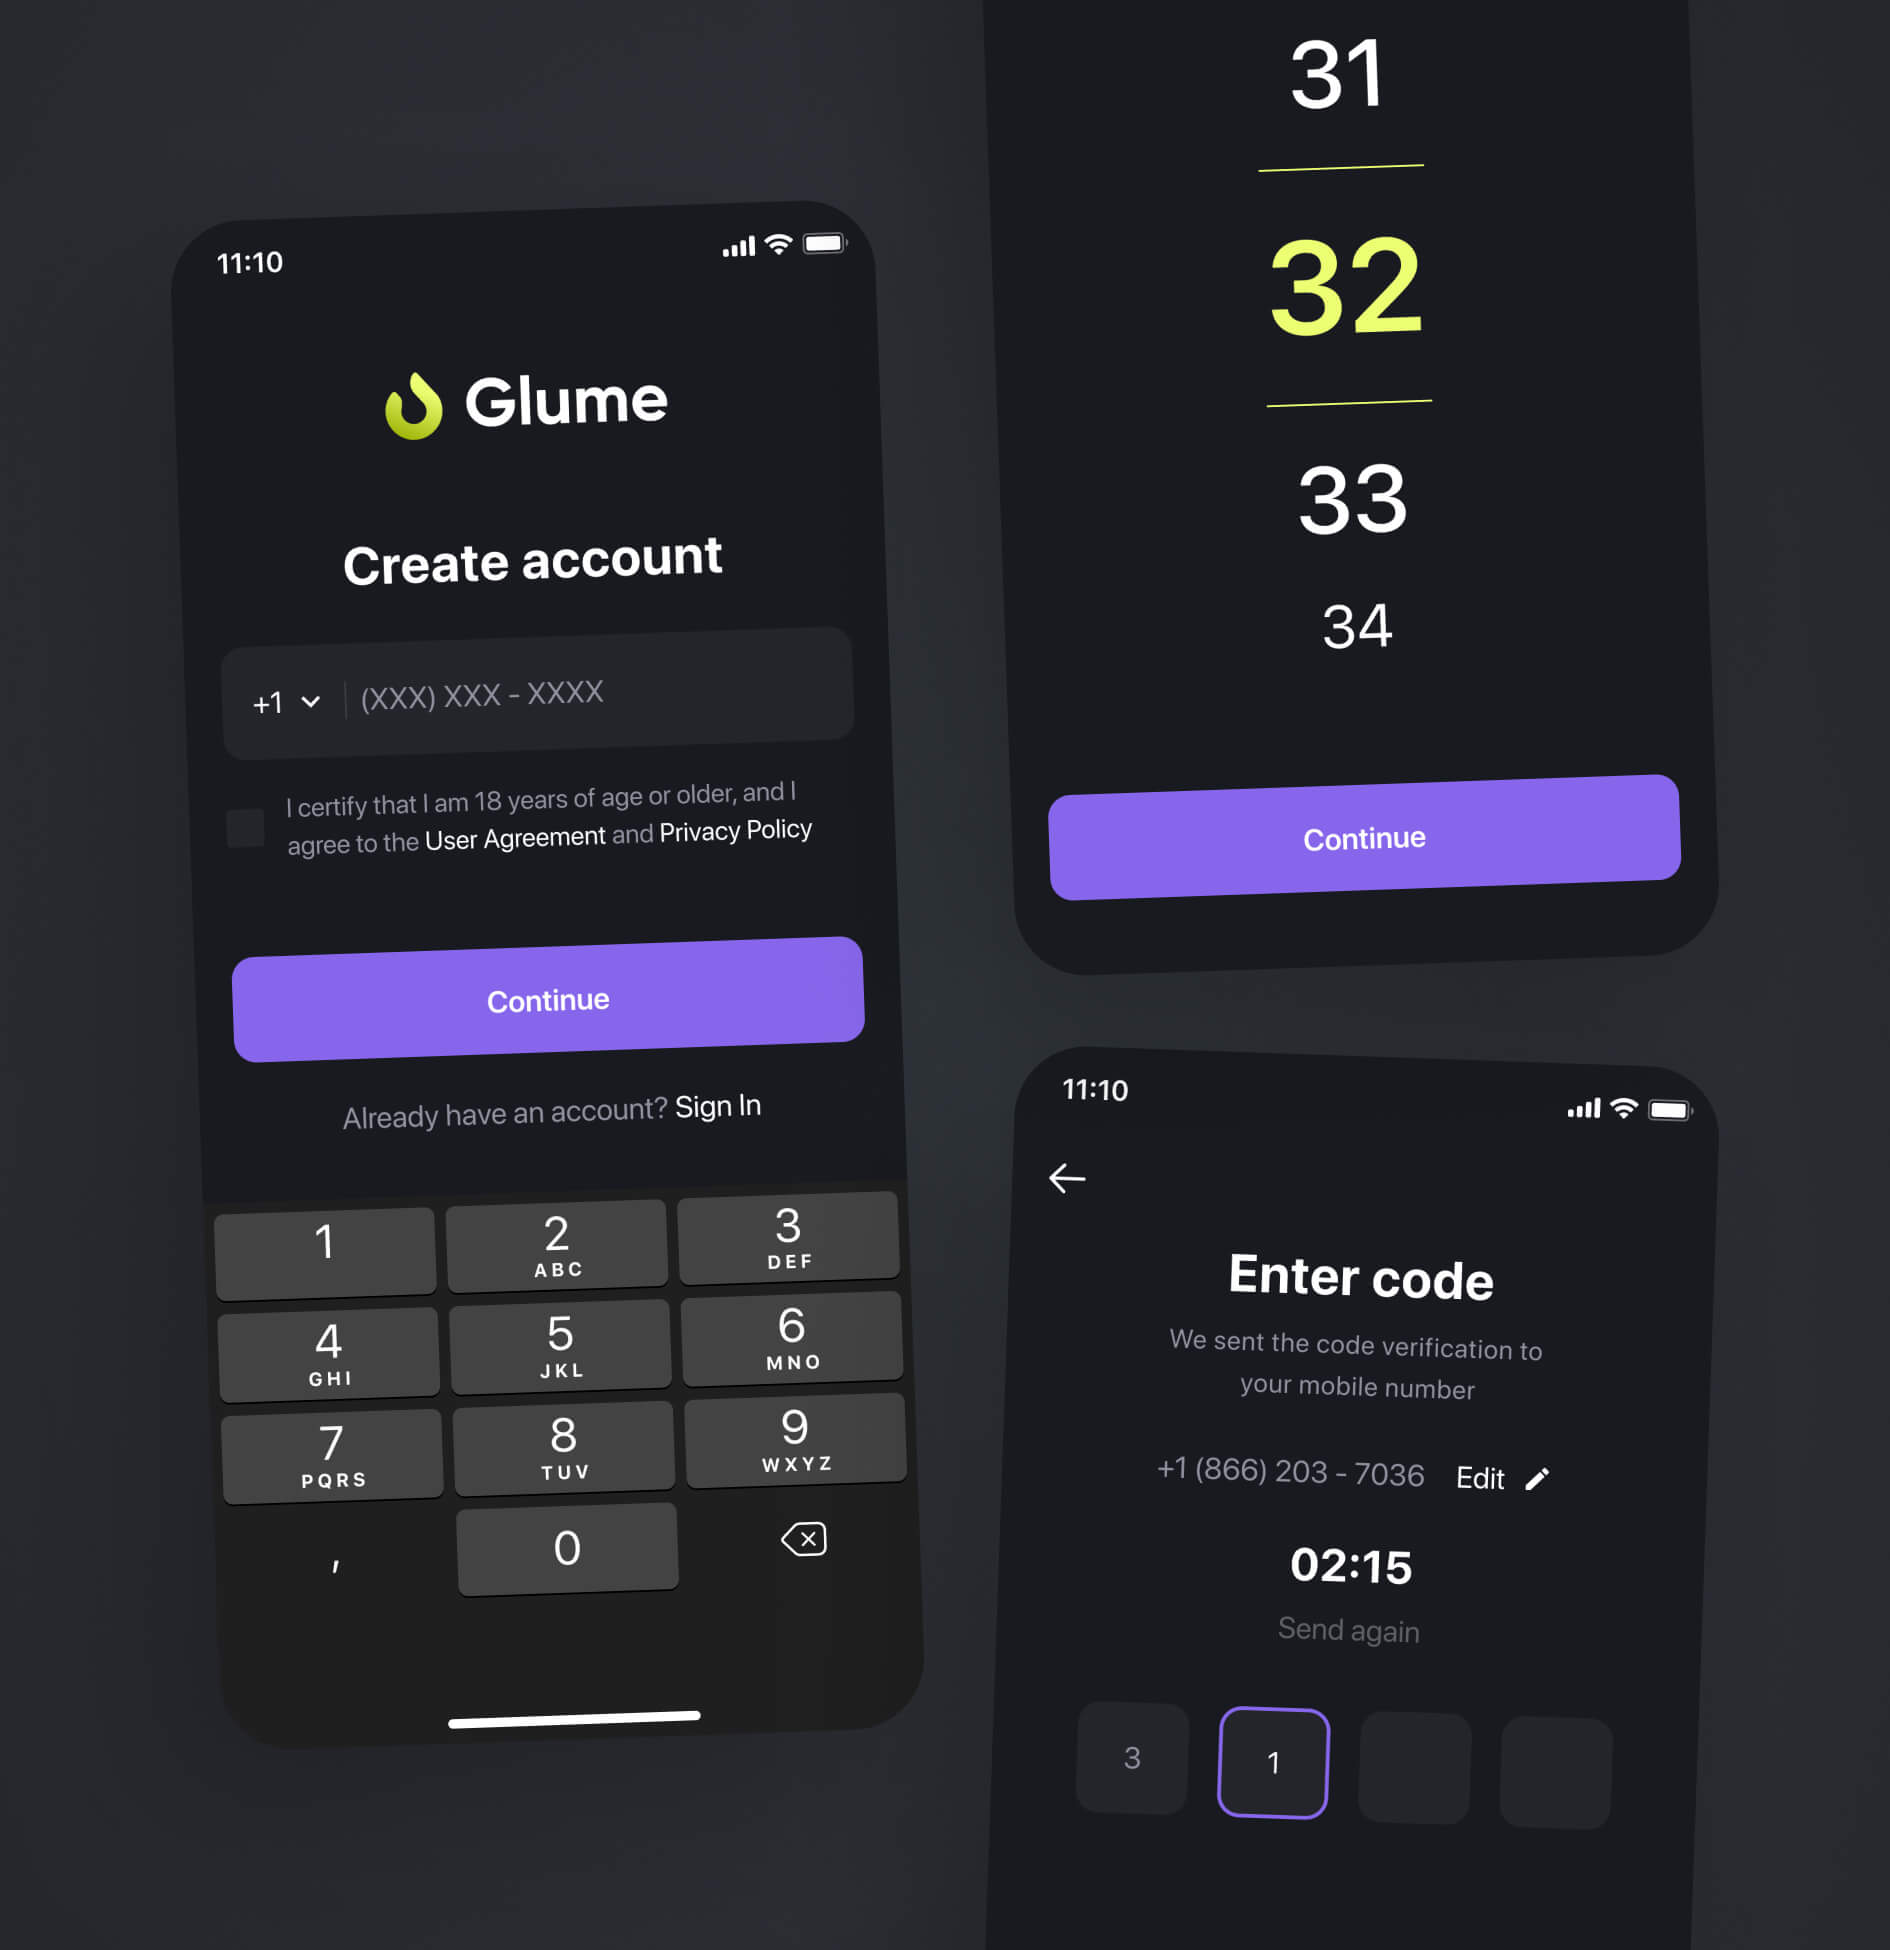 11:10
Glume
Create account
+1 (XXX) XXX - XXXX
I certify that I am 18 years of age or older, and I
agree to the User Agreement and Privacy Policy
Continue
Already have an account? Sign In
1
2
ABC
3
DEF
4
GHI
5
JKL
6
MNO
7
PQRS
8
TUV
9
WXYZ
,
0
31
32
33
34
Continue
11:10
Enter code
We sent the code verification to
your mobile number
+1 (866) 203 - 7036 Edit
02:15
Send again
3 1